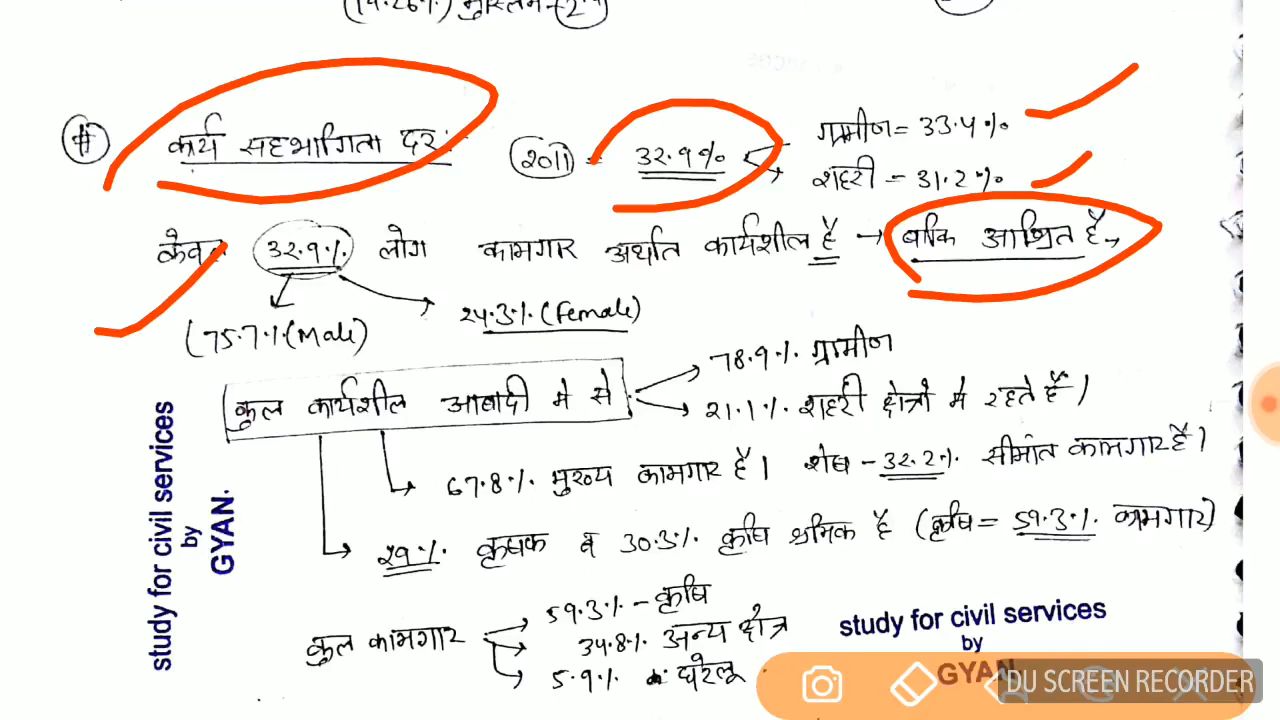 (14.26%) मुस्लिम-
# कार्य सहभागिता दर: 2011 = 32.9%
ग्रामीण = 33.4%
शहरी - 31.2%
केवल 32.9% लोग कामगार अर्थात कार्यशील है → बाकि आश्रित है→
(75.7% (Male)
24.3% (Female)
कुल कार्यशील आबादी मे से
78.9% ग्रामीण
21.1% शहरी क्षेत्रो मे रहते हैं।
67.8% मुख्य कामगार हैं। शेष - 32.2% सीमांत कामगार हैं।
29% कृषक व 30.3% कृषि श्रमिक है (कृषि = 59.3% कामगार)
कुल कामगार
59.3% - कृषि
34.8% अन्य क्षेत्र
5.9% घरेलू
study for civil services
by
GYAN.
study for civil services
by
GYAN
DU SCREEN RECORDER